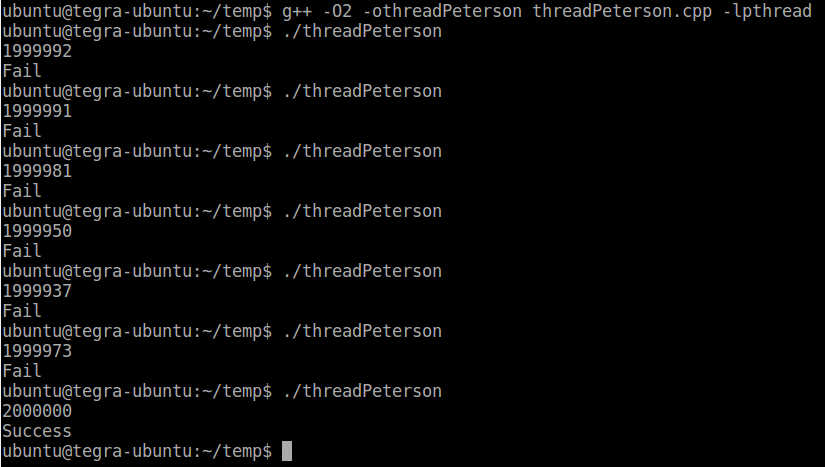 ubuntu@tegra-ubuntu:~/temp$ g++ -O2 -othreadPeterson threadPeterson.cpp -lpthread
ubuntu@tegra-ubuntu:~/temp$ ./threadPeterson
1999992
Fail
ubuntu@tegra-ubuntu:~/temp$ ./threadPeterson
1999991
Fail
ubuntu@tegra-ubuntu:~/temp$ ./threadPeterson
1999981
Fail
ubuntu@tegra-ubuntu:~/temp$ ./threadPeterson
1999950
Fail
ubuntu@tegra-ubuntu:~/temp$ ./threadPeterson
1999937
Fail
ubuntu@tegra-ubuntu:~/temp$ ./threadPeterson
1999973
Fail
ubuntu@tegra-ubuntu:~/temp$ ./threadPeterson
2000000
Success
ubuntu@tegra-ubuntu:~/temp$